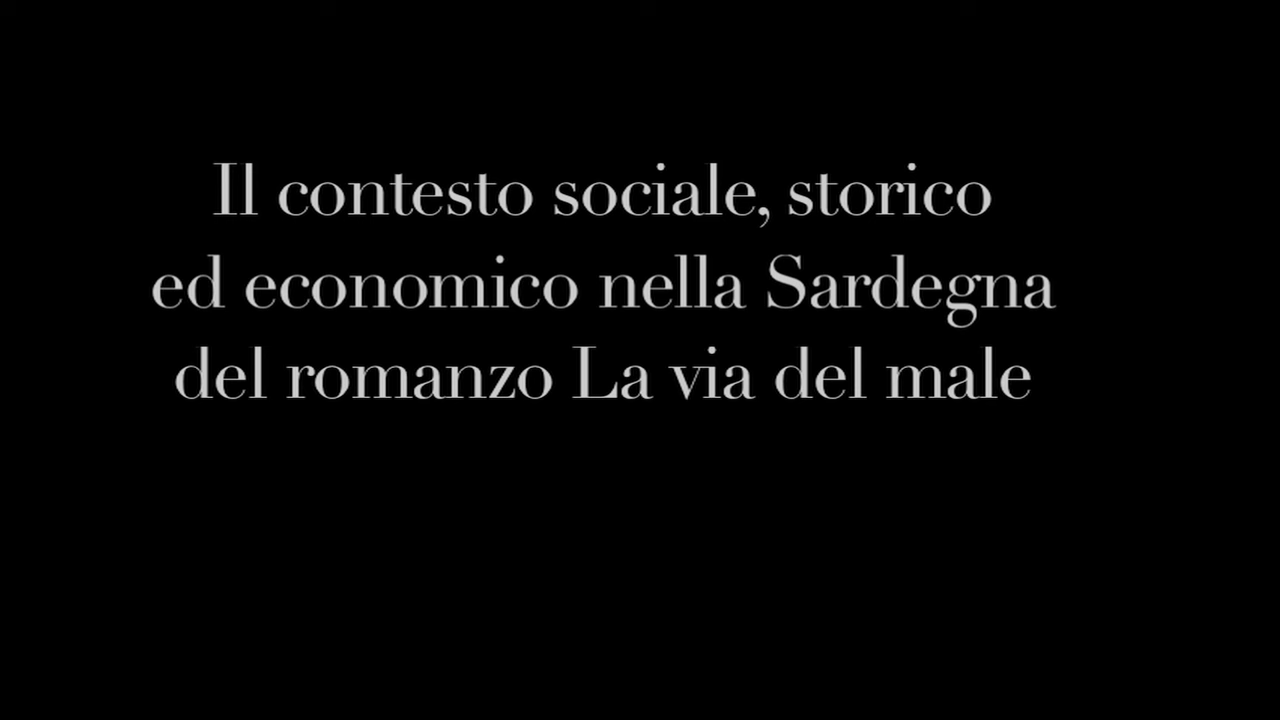 Il contesto sociale, storico
ed economico nella Sardegna
del romanzo La via del male